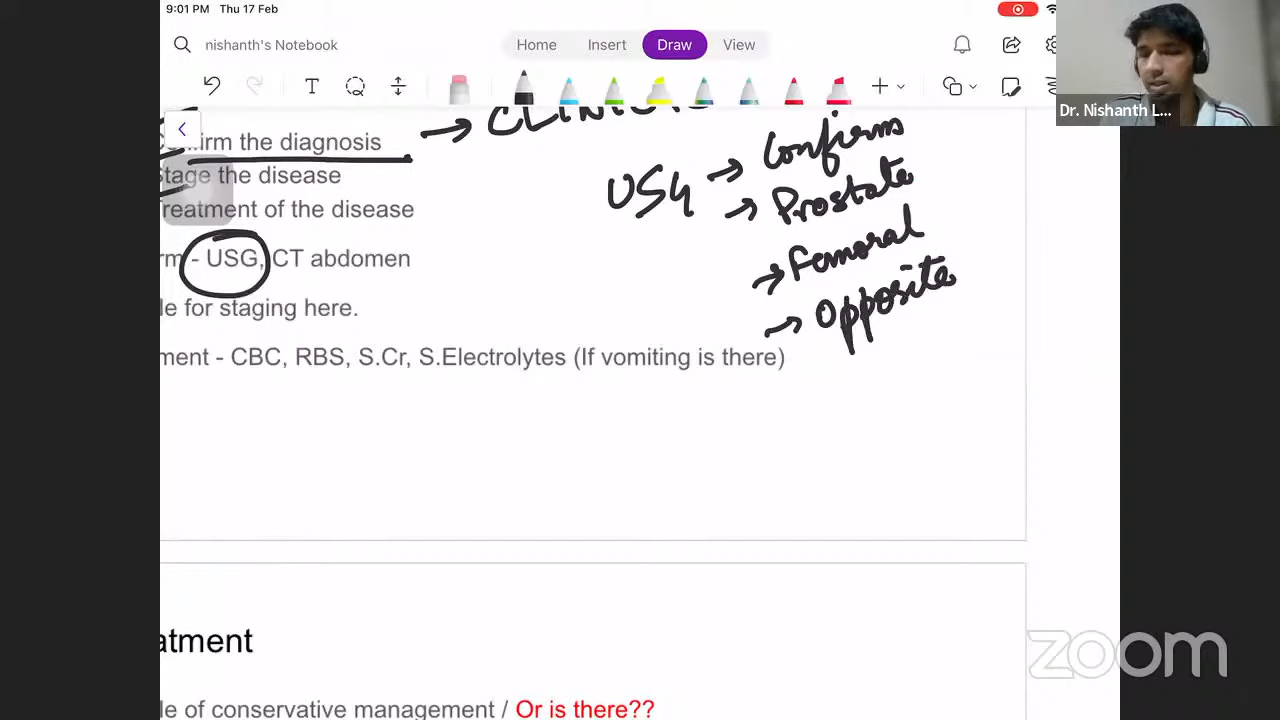 9:01 PM Thu 17 Feb
nishanth's Notebook
Home Insert Draw View
Dr. Nishanth L...
firm the diagnosis → CLINIC
Stage the disease
reatment of the disease
USG → Confirms
→ Prostate
→ Femoral
→ Opposite
rm - USG, CT abdomen
le for staging here.
ment - CBC, RBS, S.Cr, S.Electrolytes (If vomiting is there)
atment
le of conservative management / Or is there??
zoom